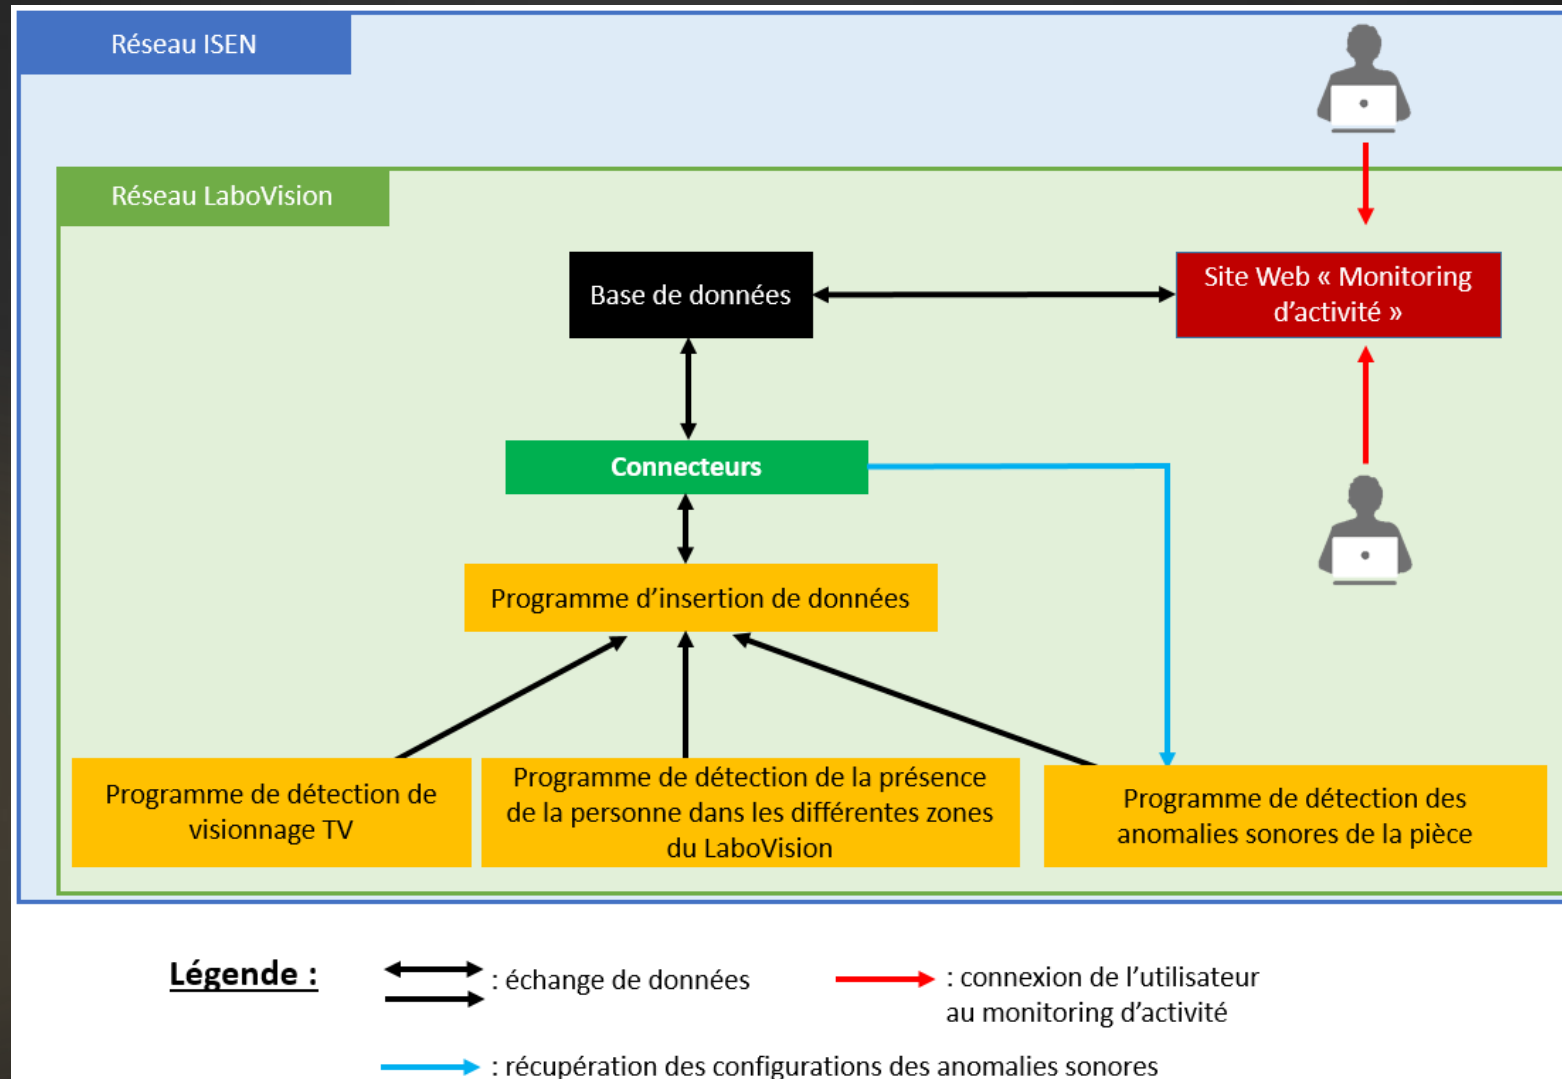 Réseau ISEN
Réseau LaboVision
Base de données
Site Web « Monitoring
d’activité »
Connecteurs
Programme d’insertion de données
Programme de détection de
visionnage TV
Programme de détection de la présence
de la personne dans les différentes zones
du LaboVision
Programme de détection des
anomalies sonores de la pièce
Légende :
: échange de données
: connexion de l’utilisateur
au monitoring d’activité
: récupération des configurations des anomalies sonores